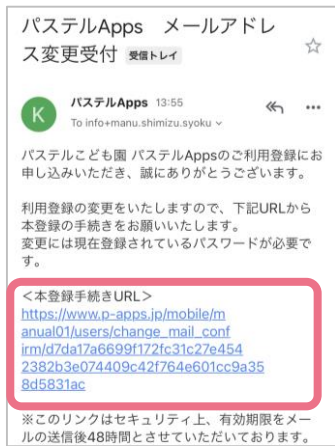 パステルApps　メールアドレ
ス変更受付 受信トレイ
K
パステルApps 13:55
To info+manu.shimizu.syoku
パステルこども園 パステルAppsのご利用登録にお
申し込みいただき、誠にありがとうございます。
利用登録の変更をいたしますので、下記URLから
本登録の手続きをお願いいたします。
変更には現在登録されているパスワードが必要で
す。
＜本登録手続きURL＞
https://www.p-apps.jp/mobile/m
anual01/users/change_mail_conf
irm/d7da17a6699f172fc31c27e454
2382b3e074409c42f764e601cc9a35
8d5831ac
※このリンクはセキュリティ上、有効期限をメー
ルの送信後48時間とさせていただいております。